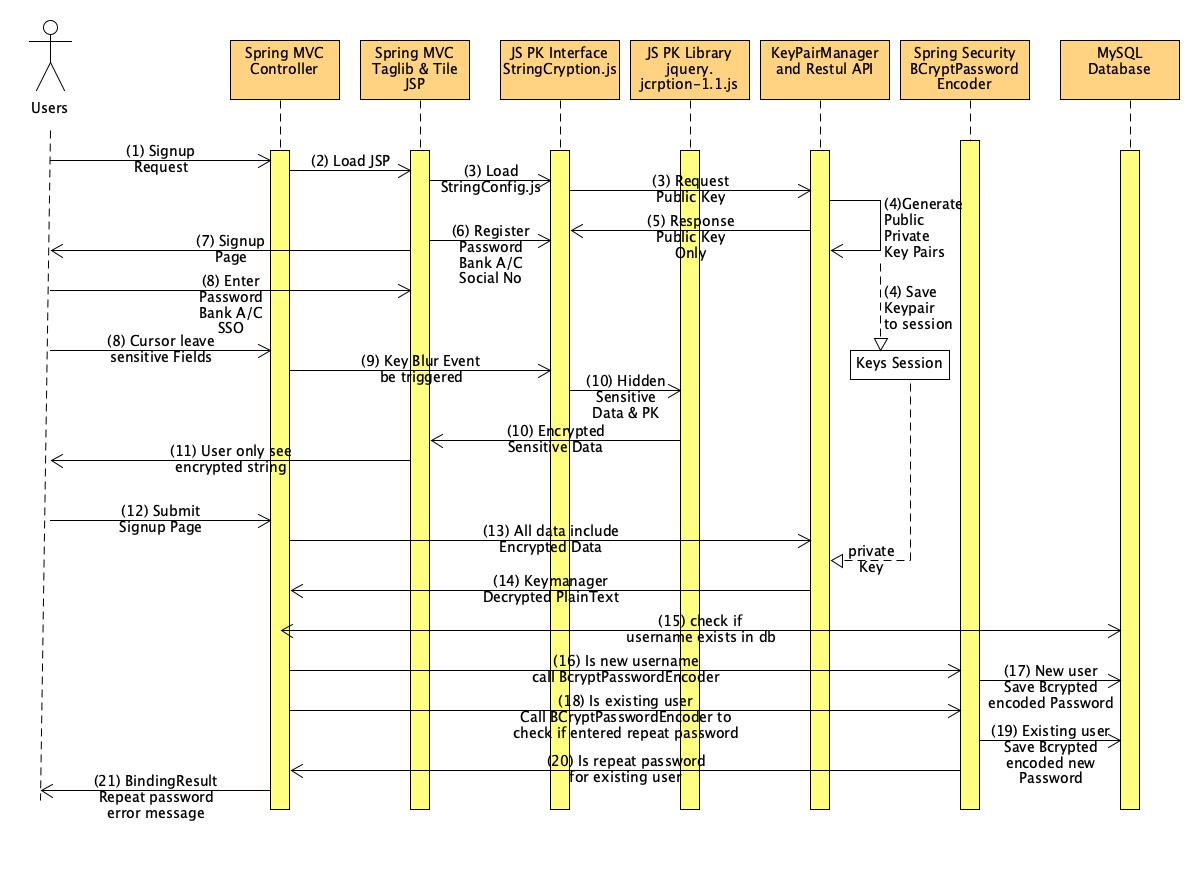 Users
Spring MVC
Controller
Spring MVC
Taglib & Tile
JSP
JS PK Interface
StringCryption.js
JS PK Library
jquery.
jcrption-1.1.js
KeyPairManager
and Restul API
Spring Security
BCryptPassword
Encoder
MySQL
Database
(1) Signup
Request
(2) Load JSP
(3) Load
StringConfig.js
(3) Request
Public Key
(4)Generate
Public
Private
Key Pairs
(5) Response
Public Key
Only
(6) Register
Password
Bank A/C
Social No
(7) Signup
Page
(8) Enter
Password
Bank A/C
SSO
(4) Save
Keypair
to session
Keys Session
(8) Cursor leave
sensitive Fields
(9) Key Blur Event
be triggered
(10) Hidden
Sensitive
Data & PK
(10) Encrypted
Sensitive Data
(11) User only see
encrypted string
(12) Submit
Signup Page
(13) All data include
Encrypted Data
private
Key
(14) Keymanager
Decrypted PlainText
(15) check if
username exists in db
(16) Is new username
call BcryptPasswordEncoder
(17) New user
Save Bcrypted
encoded Password
(18) Is existing user
Call BCryptPasswordEncoder to
check if entered repeat password
(19) Existing user
Save Bcrypted
encoded new
Password
(20) Is repeat password
for existing user
(21) BindingResult
Repeat password
error message